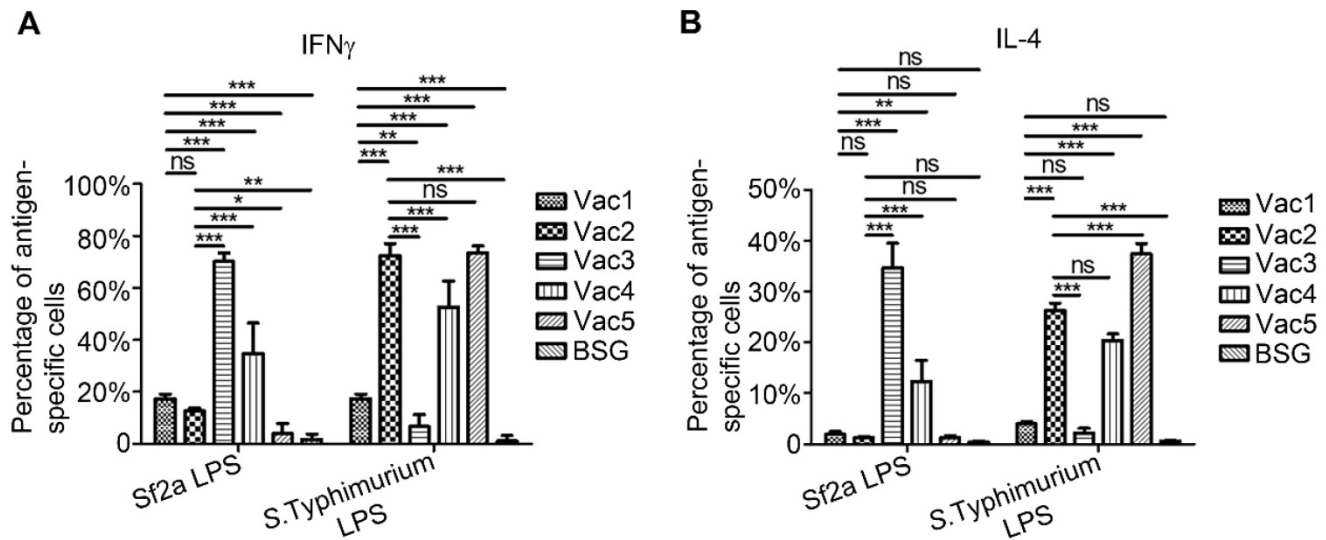 A
IFNγ
***
***
***
***
ns
**
*
***
***
***
***
***
**
***
***
ns
***
***
Percentage of antigen-
specific cells
100%
80%
60%
40%
20%
0
Sf2a LPS
S.Typhimurium
LPS
Vac1
Vac2
Vac3
Vac4
Vac5
BSG
B
IL-4
ns
ns
**
***
ns
ns
ns
***
***
ns
***
***
ns
***
***
***
ns
***
Percentage of antigen-
specific cells
50%
40%
30%
20%
10%
0
Sf2a LPS
S.Typhimurium
LPS
Vac1
Vac2
Vac3
Vac4
Vac5
BSG